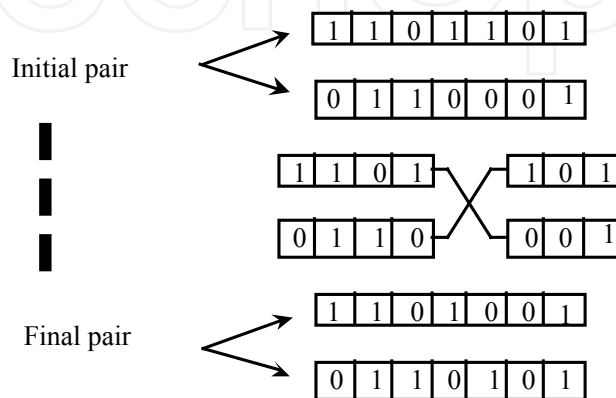 1 1 0 1 1 0 1
Initial pair
0 1 1 0 0 0 1
1 1 0 1 1 0 1
0 1 1 0 0 0 1
1 1 0 1 0 0 1
Final pair
0 1 1 0 1 0 1